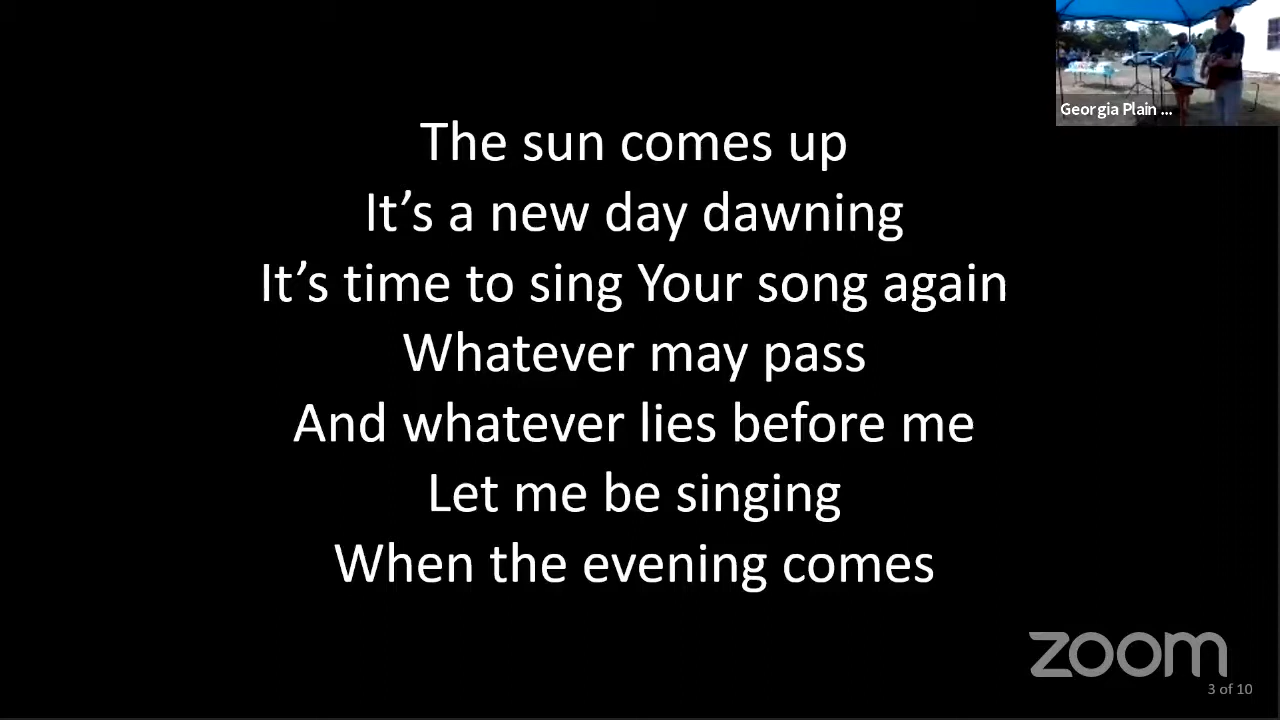 Georgia Plain ...
The sun comes up
It’s a new day dawning
It’s time to sing Your song again
Whatever may pass
And whatever lies before me
Let me be singing
When the evening comes
zoom
3 of 10